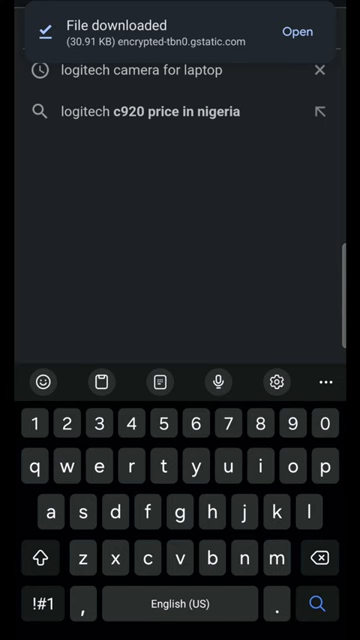 File downloaded
(30.91 KB) encrypted-tbn0.gstatic.com
Open
logitech camera for laptop
logitech c920 price in nigeria
1 2 3 4 5 6 7 8 9 0
q w e r t y u i o p
a s d f g h j k l
z x c v b n m
!#1 , English (US) .